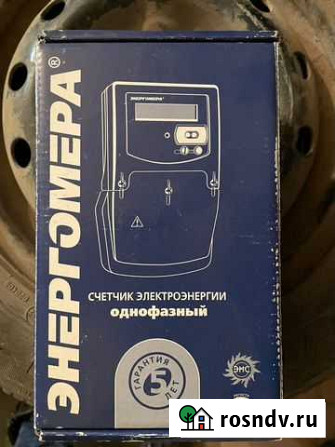 ЭНЕРГОМЕРА®
ЭНЕРГОМЕРА
СЧЕТЧИК ЭЛЕКТРОЭНЕРГИИ
однофазный
ГАРАНТИЯ
5
ЛЕТ
ЭМС
rosndv.ru